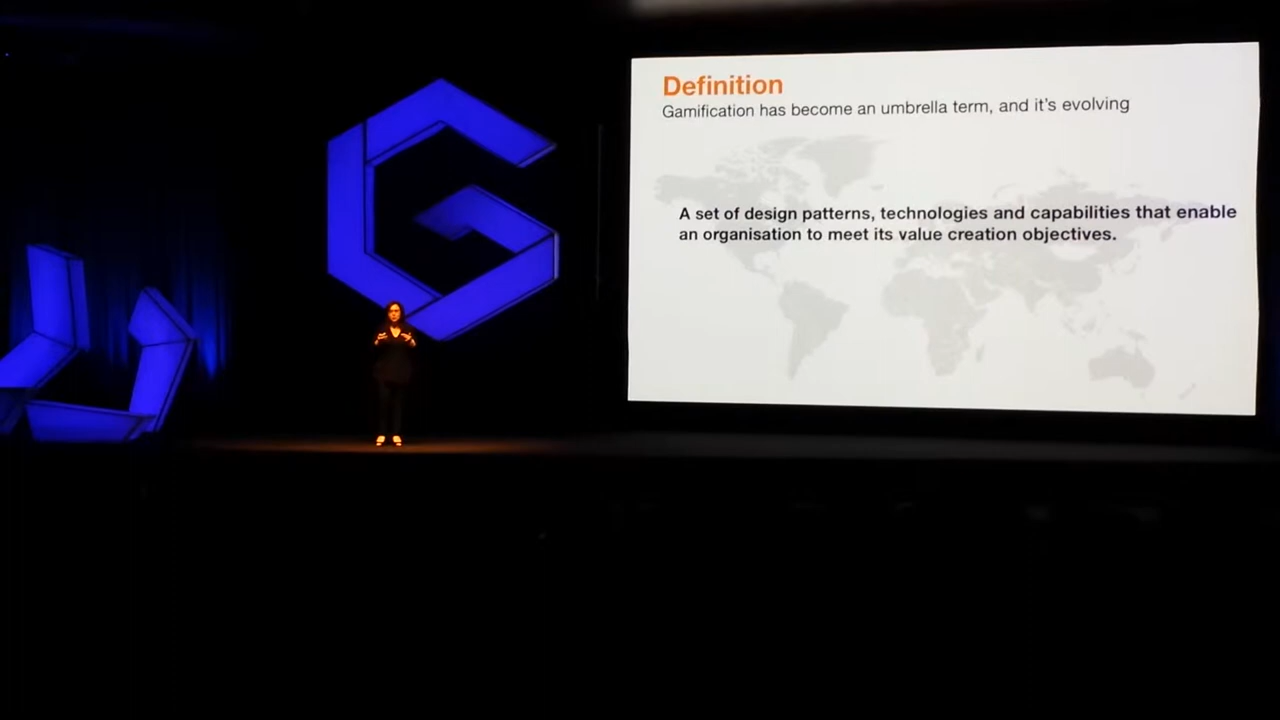 Definition
Gamification has become an umbrella term, and it's evolving
A set of design patterns, technologies and capabilities that enable
an organisation to meet its value creation objectives.